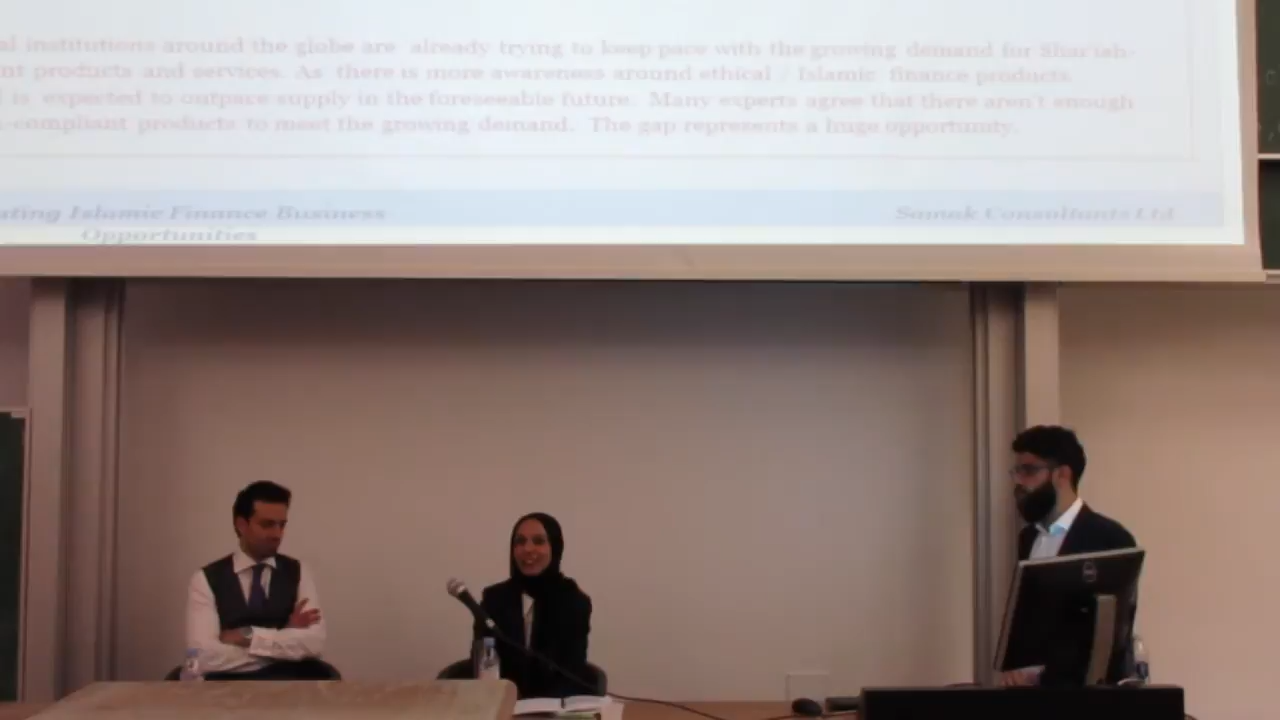 al institutions around the globe are already trying to keep pace with the growing demand for Shariah-
nt products and services. As there is more awareness around ethical / Islamic finance products
is expected to outpace supply in the foreseeable future. Many experts agree that there aren't enough
-compliant products to meet the growing demand. The gap represents a huge opportunity.
ating Islamic Finance Business
Opportunities
Samak Consultants Ltd